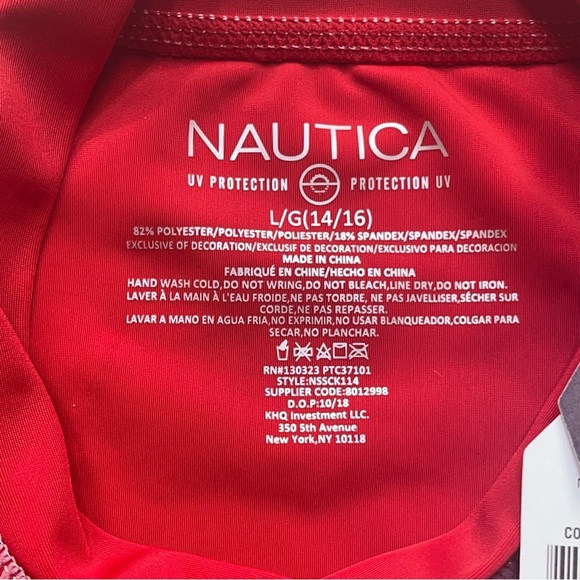 NAUTICA
UV PROTECTION PROTECTION UV
L/G(14/16)
82% POLYESTER/POLYESTER/POLIESTER/18% SPANDEX/SPANDEX/SPANDEX
EXCLUSIVE OF DECORATION/EXCLUSIF DE DECORATION/EXCLUSIVO PARA DECORACION
MADE IN CHINA
FABRIQUÉ EN CHINE/HECHO EN CHINA
HAND WASH COLD,DO NOT WRING,DO NOT BLEACH,LINE DRY,DO NOT IRON.
LAVER À LA MAIN À L'EAU FROIDE,NE PAS TORDRE, NE PAS JAVELLISER,SÉCHER SUR
CORDE,NE PAS REPASSER.
LAVAR A MANO EN AGUA FRIA,NO EXPRIMIR,NO USAR BLANQUEADOR,COLGAR PARA
SECAR,NO PLANCHAR.
RN#130323 PTC37101
STYLE:NSSCK114
SUPPLIER CODE:8012998
D.O.P:10/18
KHQ Investment LLC.
350 5th Avenue
New York,NY 10118
CO